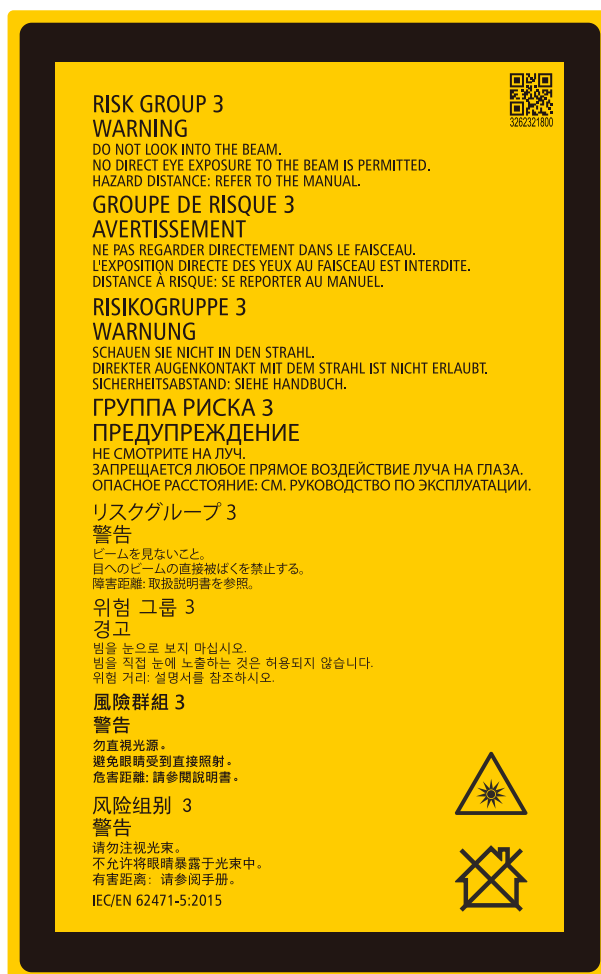 3262321800
RISK GROUP 3
WARNING
DO NOT LOOK INTO THE BEAM.
NO DIRECT EYE EXPOSURE TO THE BEAM IS PERMITTED.
HAZARD DISTANCE: REFER TO THE MANUAL.
GROUPE DE RISQUE 3
AVERTISSEMENT
NE PAS REGARDER DIRECTEMENT DANS LE FAISCEAU.
L'EXPOSITION DIRECTE DES YEUX AU FAISCEAU EST INTERDITE.
DISTANCE À RISQUE: SE REPORTER AU MANUEL.
RISIKOGRUPPE 3
WARNUNG
SCHAUEN SIE NICHT IN DEN STRAHL.
DIREKTER AUGENKONTAKT MIT DEM STRAHL IST NICHT ERLAUBT.
SICHERHEITSABSTAND: SIEHE HANDBUCH.
ГРУППА РИСКА 3
ПРЕДУПРЕЖДЕНИЕ
НЕ СМОТРИТЕ НА ЛУЧ.
ЗАПРЕЩАЕТСЯ ЛЮБОЕ ПРЯМОЕ ВОЗДЕЙСТВИЕ ЛУЧА НА ГЛАЗА.
ОПАСНОЕ РАССТОЯНИЕ: СМ. РУКОВОДСТВО ПО ЭКСПЛУАТАЦИИ.
リスクグループ 3
警告
ビームを見ないこと。
目へのビームの直接被ばくを禁止する。
障害距離: 取扱説明書を参照。
위험 그룹 3
경고
빔을 눈으로 보지 마십시오.
빔을 직접 눈에 노출하는 것은 허용되지 않습니다.
위험 거리: 설명서를 참조하시오.
風險群組 3
警告
勿直視光源。
避免眼睛受到直接照射。
危害距離: 請參閱說明書。
风险组别 3
警告
请勿注视光束。
不允许将眼睛暴露于光束中。
有害距离: 请参阅手册。
IEC/EN 62471-5:2015